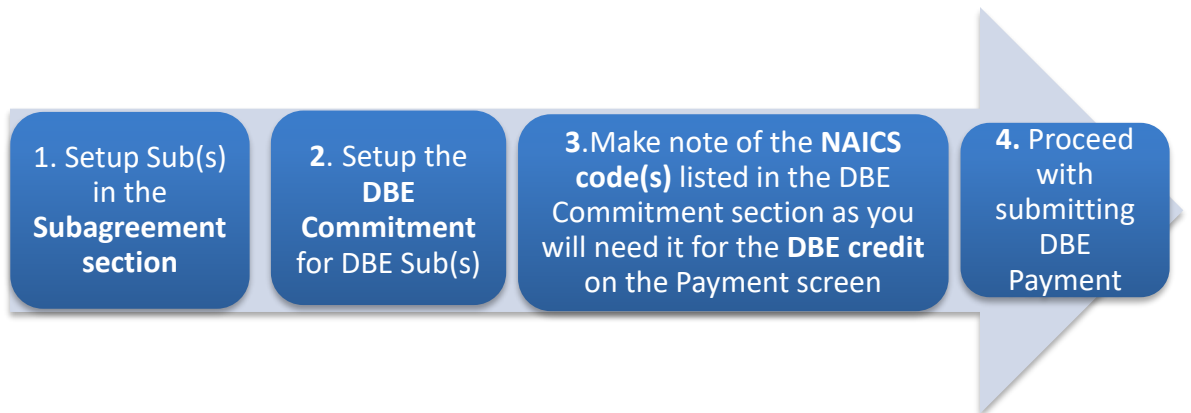 1. Setup Sub(s)
in the
Subagreement
section
2. Setup the
DBE
Commitment
for DBE Sub(s)
3.Make note of the NAICS
code(s) listed in the DBE
Commitment section as you
will need it for the DBE credit
on the Payment screen
4. Proceed
with
submitting
DBE
Payment